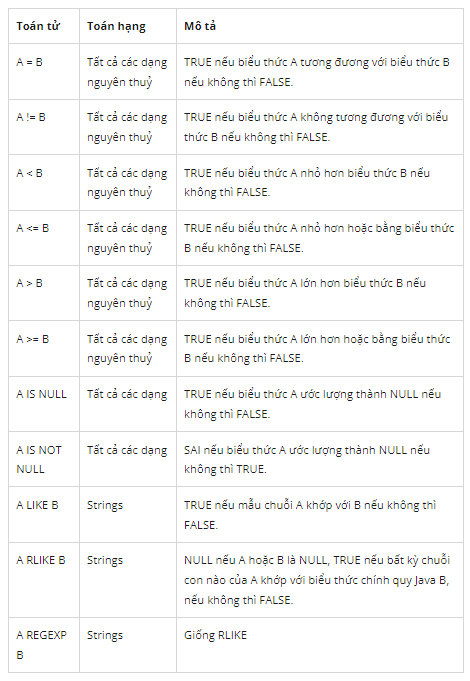 Toán tử Toán hạng Mô tả
A = B Tất cả các dạng TRUE nếu biểu thức A tương đương với biểu thức B
nguyên thuỷ nếu không thì FALSE.
A != B Tất cả các dạng TRUE nếu biểu thức A không tương đương với biểu
nguyên thuỷ thức B nếu không thì FALSE.
A < B Tất cả các dạng TRUE nếu biểu thức A nhỏ hơn biểu thức B nếu
nguyên thuỷ không thì FALSE.
A <= B Tất cả các dạng TRUE nếu biểu thức A nhỏ hơn hoặc bằng biểu thức
nguyên thuỷ B nếu không thì FALSE.
A > B Tất cả các dạng TRUE nếu biểu thức A lớn hơn biểu thức B nếu
nguyên thuỷ không thì FALSE.
A >= B Tất cả các dạng TRUE nếu biểu thức A lớn hơn hoặc bằng biểu thức
nguyên thuỷ B nếu không thì FALSE.
A IS NULL Tất cả các dạng TRUE nếu biểu thức A ước lượng thành NULL nếu
không thì FALSE.
A IS NOT Tất cả các dạng SAI nếu biểu thức A ước lượng thành NULL nếu
NULL không thì TRUE.
A LIKE B Strings TRUE nếu mẫu chuỗi A khớp với B nếu không thì
FALSE.
A RLIKE B Strings NULL nếu A hoặc B là NULL, TRUE nếu bất kỳ chuỗi
con nào của A khớp với biểu thức chính quy Java B,
nếu không thì FALSE.
A REGEXP Strings Giống RLIKE
B